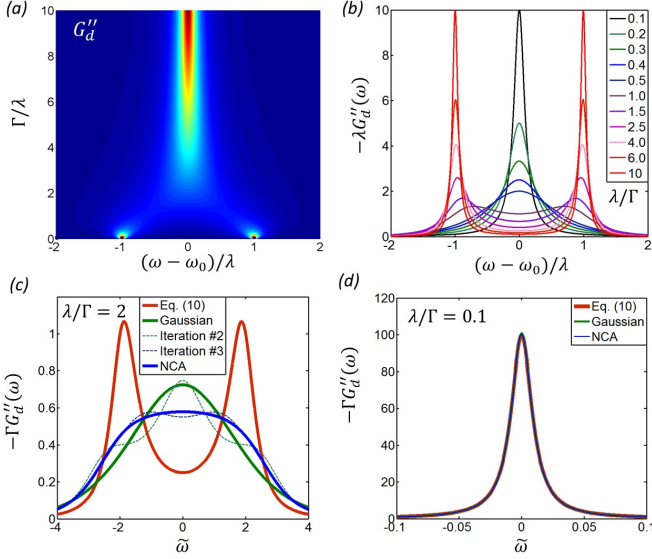 (a)
G''_d
10
8
6
4
2
0
Γ/λ
-2 -1 0 1 2
(ω − ω₀)/λ
(b)
10
8
6
4
2
0
−λG''_d(ω)
0.1
0.2
0.3
0.4
0.5
1.0
1.5
2.5
4.0
6.0
10
λ/Γ
-2 -1 0 1 2
(ω − ω₀)/λ
(c)
λ/Γ = 2
1.2
1
0.8
0.6
0.4
0.2
0
−ΓG''_d(ω)
Eq. (10)
Gaussian
Iteration #2
Iteration #3
NCA
-4 -2 0 2 4
ω̃
(d)
λ/Γ = 0.1
120
100
80
60
40
20
0
−ΓG''_d(ω)
Eq. (10)
Gaussian
NCA
-0.1 -0.05 0 0.05 0.1
ω̃